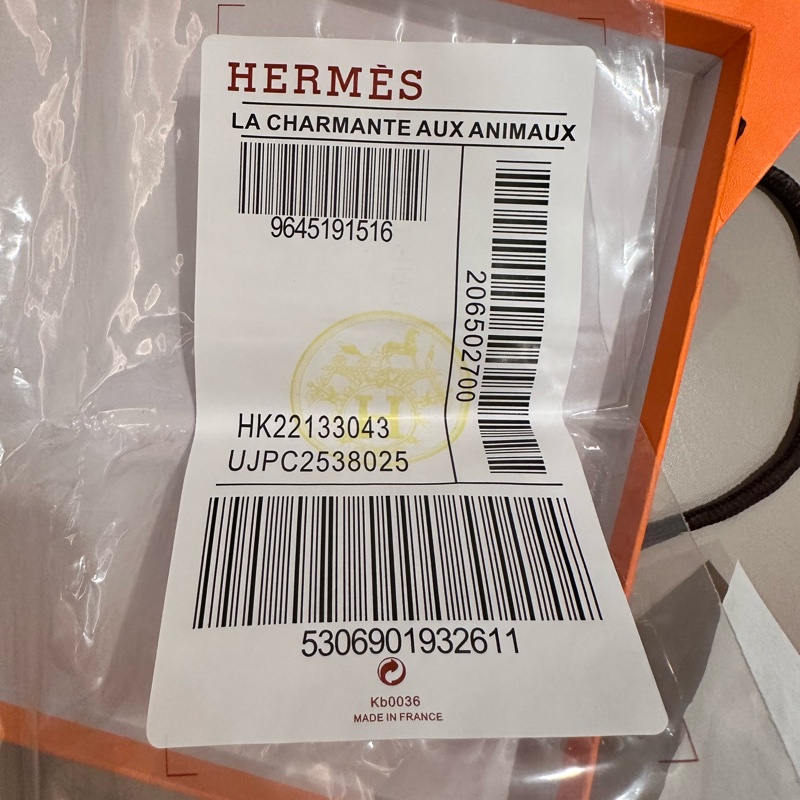 HERMÈS
LA CHARMANTE AUX ANIMAUX
9645191516
206502700
H
HK22133043
UJPC2538025
5306901932611
Kb0036
MADE IN FRANCE